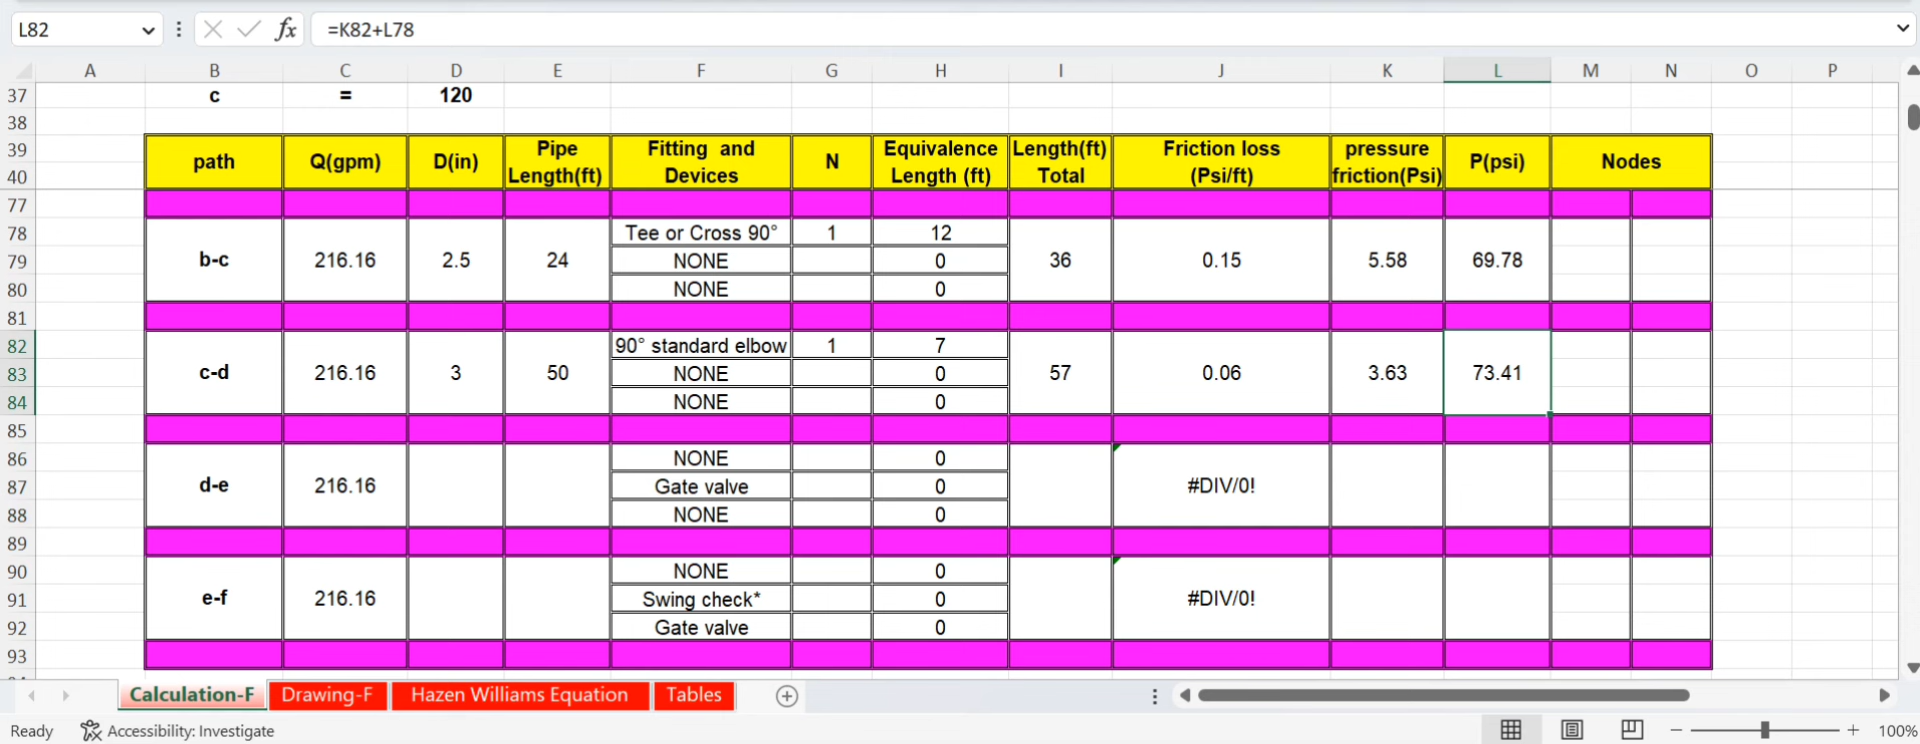 L82 fx =K82+L78
A B C D E F G H I J K L M N O P
37 c = 120
38
39 path Q(gpm) D(in) Pipe Fitting and N Equivalence Length(ft) Friction loss pressure P(psi) Nodes
40 Length(ft) Devices Length (ft) Total (Psi/ft) friction(Psi)
77
78 Tee or Cross 90° 1 12
79 b-c 216.16 2.5 24 NONE 0 36 0.15 5.58 69.78
80 NONE 0
81
82 90° standard elbow 1 7
83 c-d 216.16 3 50 NONE 0 57 0.06 3.63 73.41
84 NONE 0
85
86 NONE 0
87 d-e 216.16 Gate valve 0 #DIV/0!
88 NONE 0
89
90 NONE 0
91 e-f 216.16 Swing check* 0 #DIV/0!
92 Gate valve 0
93
Calculation-F Drawing-F Hazen Williams Equation Tables
Ready Accessibility: Investigate 100%